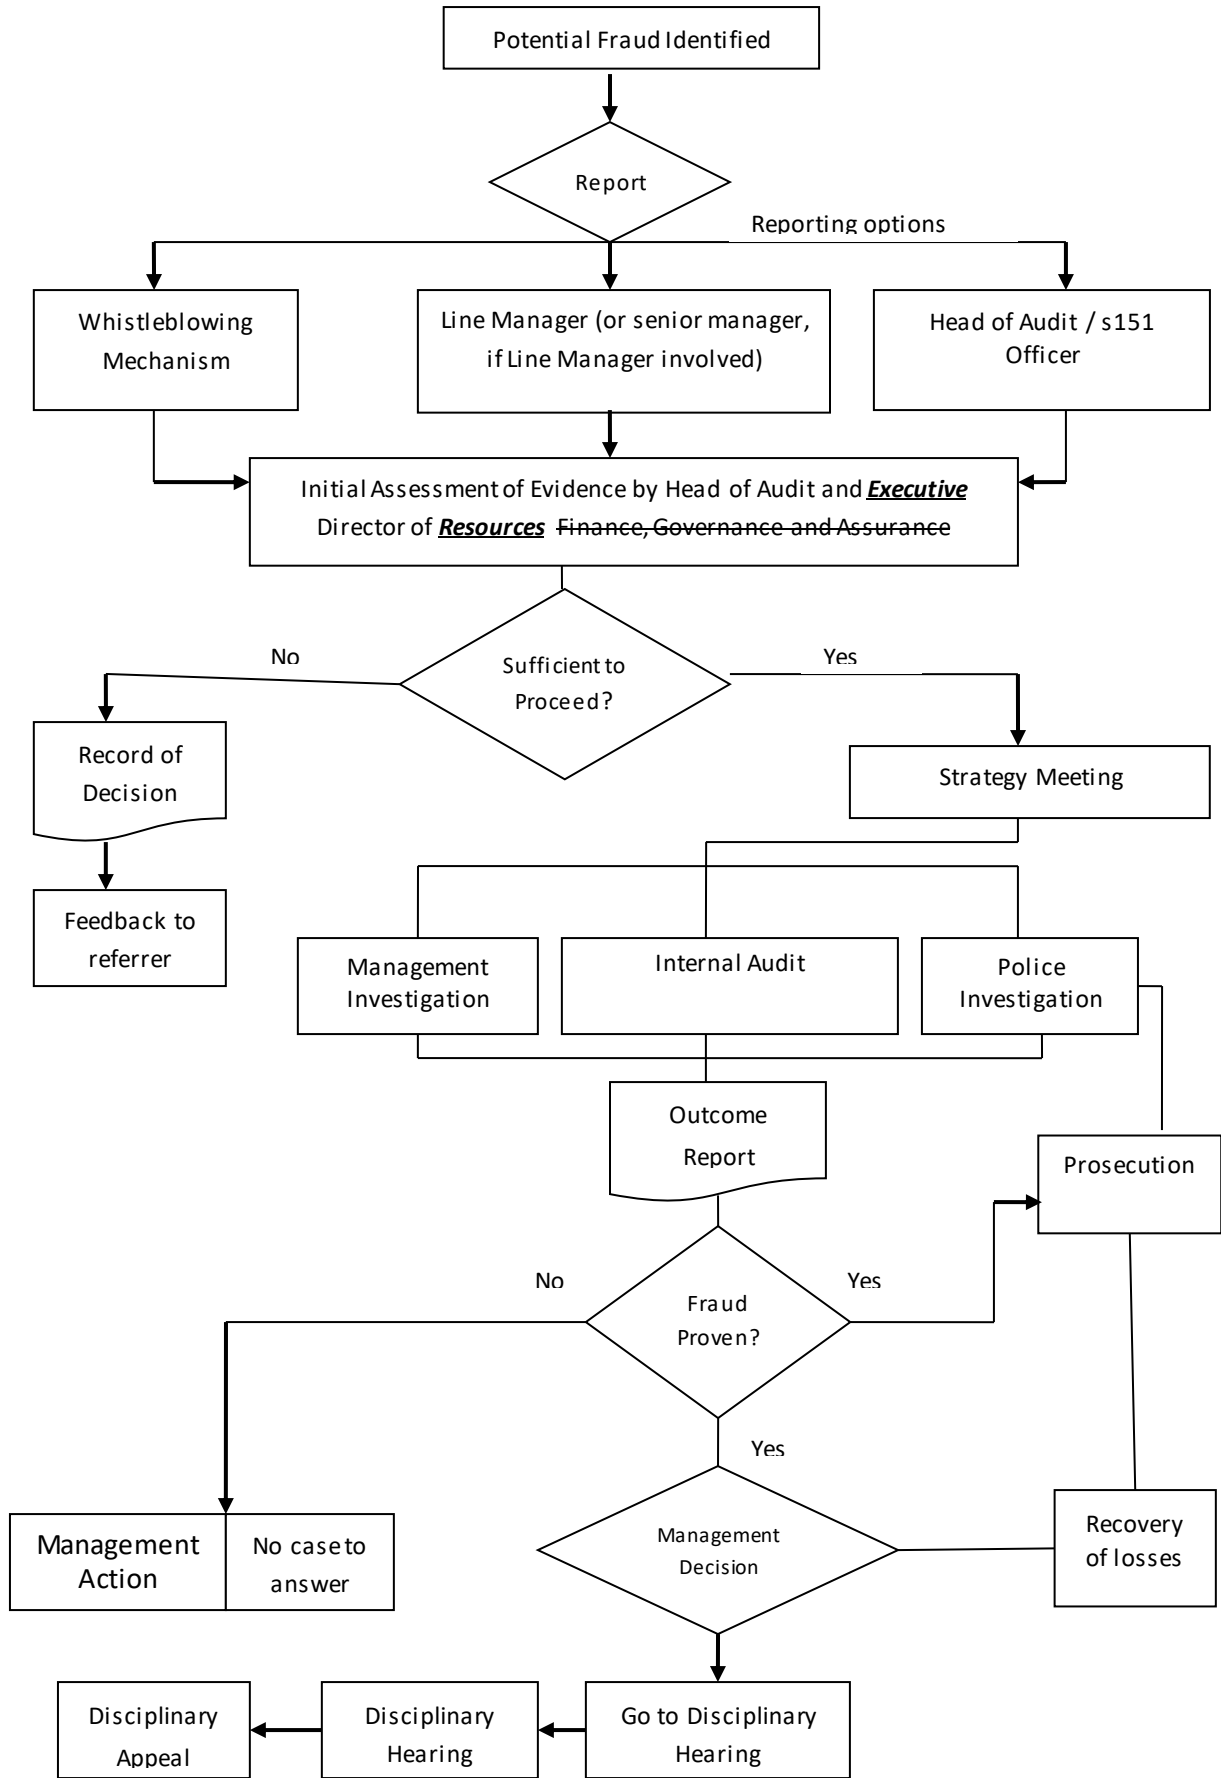 Potential Fraud Identified
Report
Reporting options
Whistleblowing
Mechanism
Line Manager (or senior manager,
if Line Manager involved)
Head of Audit / s151
Officer
Initial Assessment of Evidence by Head of Audit and Executive
Director of Resources Finance, Governance and Assurance
No
Sufficient to
Proceed?
Yes
Record of
Decision
Strategy Meeting
Feedback to
referrer
Management
Investigation
Internal Audit
Police
Investigation
Outcome
Report
Prosecution
No
Fraud
Proven?
Yes
Yes
Management
Action
No case to
answer
Management
Decision
Recovery
of losses
Disciplinary
Appeal
Disciplinary
Hearing
Go to Disciplinary
Hearing